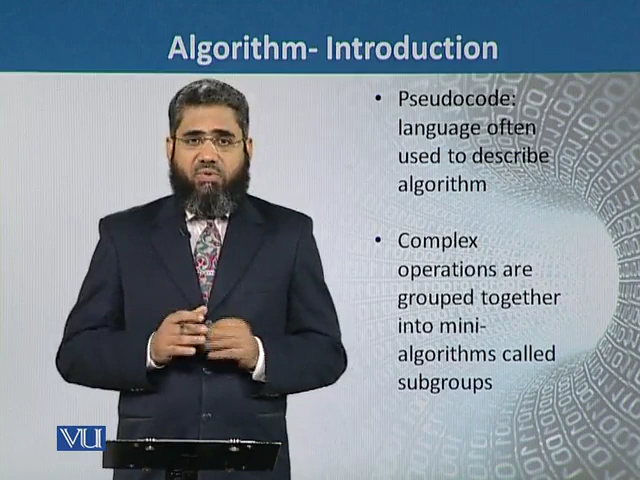 Algorithm- Introduction
• Pseudocode:
language often
used to describe
algorithm
• Complex
operations are
grouped together
into mini-
algorithms called
subgroups
VU